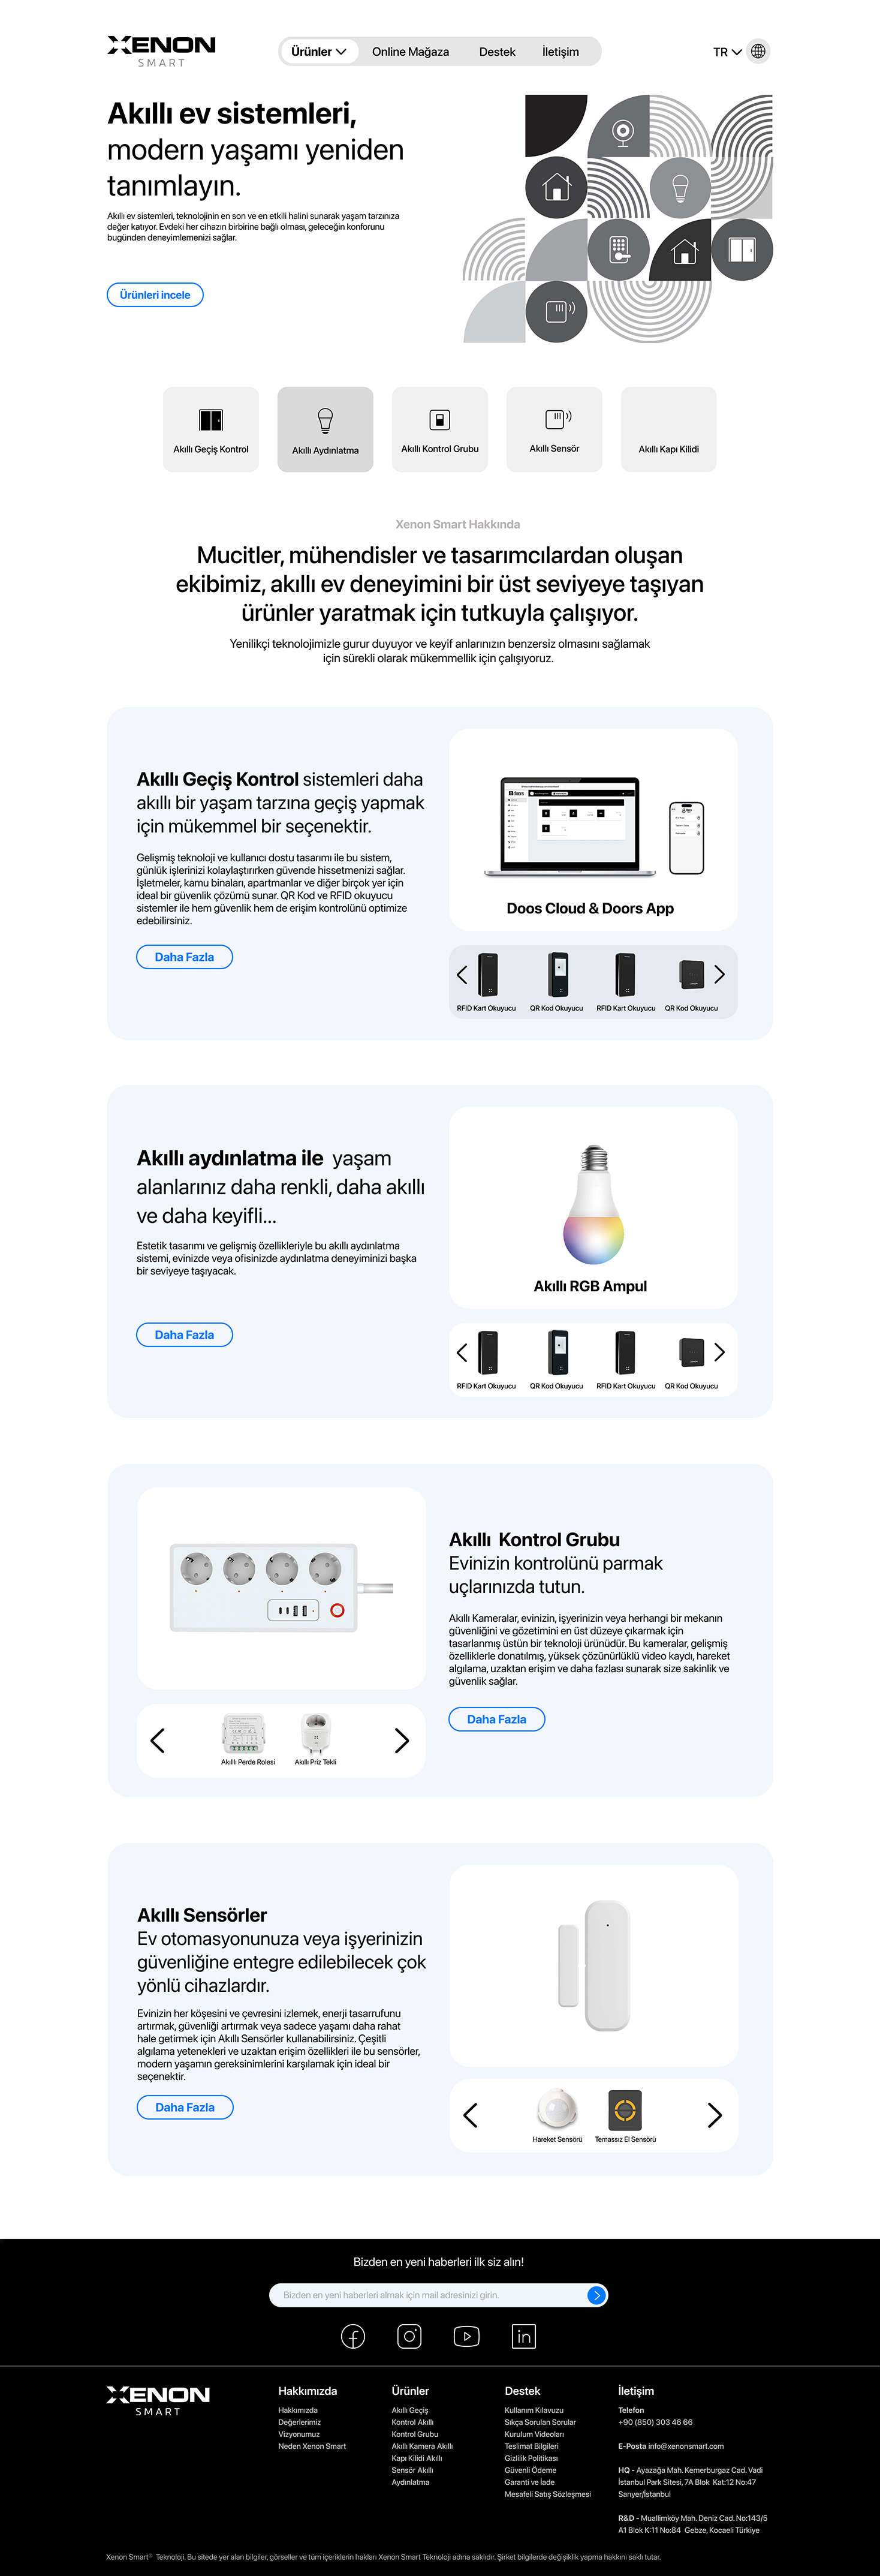 XENON
SMART
Ürünler
Online Mağaza
Destek
İletişim
TR
Akıllı ev sistemleri,
modern yaşamı yeniden
tanımlayın.
Akıllı ev sistemleri, teknolojinin en son ve en etkili halini sunarak yaşam tarzınıza
değer katıyor. Evdeki her cihazın birbirine bağlı olması, geleceğin konforunu
bugünden deneyimlemenizi sağlar.
Ürünleri incele
Akıllı Geçiş Kontrol
Akıllı Aydınlatma
Akıllı Kontrol Grubu
Akıllı Sensör
Akıllı Kapı Kilidi
Xenon Smart Hakkında
Mucitler, mühendisler ve tasarımcılardan oluşan
ekibimiz, akıllı ev deneyimini bir üst seviyeye taşıyan
ürünler yaratmak için tutkuyla çalışıyor.
Yenilikçi teknolojimizle gurur duyuyor ve keyif anlarınızın benzersiz olmasını sağlamak
için sürekli olarak mükemmellik için çalışıyoruz.
Akıllı Geçiş Kontrol sistemleri daha
akıllı bir yaşam tarzına geçiş yapmak
için mükemmel bir seçenektir.
Gelişmiş teknoloji ve kullanıcı dostu tasarımı ile bu sistem,
günlük işlerinizi kolaylaştırırken güvende hissetmenizi sağlar.
İşletmeler, kamu binaları, apartmanlar ve diğer birçok yer için
ideal bir güvenlik çözümü sunar. QR Kod ve RFID okuyucu
sistemler ile hem güvenlik hem de erişim kontrolünü optimize
edebilirsiniz.
Daha Fazla
doors
Doos Cloud & Doors App
RFID Kart Okuyucu
QR Kod Okuyucu
RFID Kart Okuyucu
QR Kod Okuyucu
Akıllı aydınlatma ile yaşam
alanlarınız daha renkli, daha akıllı
ve daha keyifli...
Estetik tasarımı ve gelişmiş özellikleriyle bu akıllı aydınlatma
sistemi, evinizde veya ofisinizde aydınlatma deneyiminizi başka
bir seviyeye taşıyacak.
Daha Fazla
Akıllı RGB Ampul
RFID Kart Okuyucu
QR Kod Okuyucu
RFID Kart Okuyucu
QR Kod Okuyucu
Akıllı Kontrol Grubu
Evinizin kontrolünü parmak
uçlarınızda tutun.
Akıllı Kameralar, evinizin, işyerinizin veya herhangi bir mekanın
güvenliğini ve gözetimini en üst düzeye çıkarmak için
tasarlanmış üstün bir teknoloji ürünüdür. Bu kameralar, gelişmiş
özelliklerle donatılmış, yüksek çözünürlüklü video kaydı, hareket
algılama, uzaktan erişim ve daha fazlası sunarak size sakinlik ve
güvenlik sağlar.
Daha Fazla
Akıllı Perde Rolesi
Akıllı Priz Tekli
Akıllı Sensörler
Ev otomasyonunuza veya işyerinizin
güvenliğine entegre edilebilecek çok
yönlü cihazlardır.
Evinizin her köşesini ve çevresini izlemek, enerji tasarrufunu
artırmak, güvenliği artırmak veya sadece yaşamı daha rahat
hale getirmek için Akıllı Sensörler kullanabilirsiniz. Çeşitli
algılama yetenekleri ve uzaktan erişim özellikleri ile bu sensörler,
modern yaşamın gereksinimlerini karşılamak için ideal bir
seçenektir.
Daha Fazla
Hareket Sensörü
Temassız El Sensörü
Bizden en yeni haberleri ilk siz alın!
Bizden en yeni haberleri almak için mail adresinizi girin.
XENON
SMART
Hakkımızda
Hakkımızda
Değerlerimiz
Vizyonumuz
Neden Xenon Smart
Ürünler
Akıllı Geçiş
Kontrol Akıllı
Kontrol Grubu
Akıllı Kamera Akıllı
Kapı Kilidi Akıllı
Sensör Akıllı
Aydınlatma
Destek
Kullanım Kılavuzu
Sıkça Sorulan Sorular
Kurulum Videoları
Teslimat Bilgileri
Gizlilik Politikası
Güvenli Ödeme
Garanti ve İade
Mesafeli Satış Sözleşmesi
İletişim
Telefon
+90 (850) 303 46 66
E-Posta info@xenonsmart.com
HQ - Ayazağa Mah. Kemerburgaz Cad. Vadi
İstanbul Park Sitesi, 7A Blok Kat:12 No:47
Sarıyer/İstanbul
R&D - Muallimköy Mah. Deniz Cad. No:143/5
A1 Blok K:11 No:84 Gebze, Kocaeli Türkiye
Xenon Smart® Teknoloji. Bu sitede yer alan bilgiler, görseller ve tüm içeriklerin hakları Xenon Smart Teknoloji adına saklıdır. Şirket bilgilerde değişiklik yapma hakkını saklı tutar.